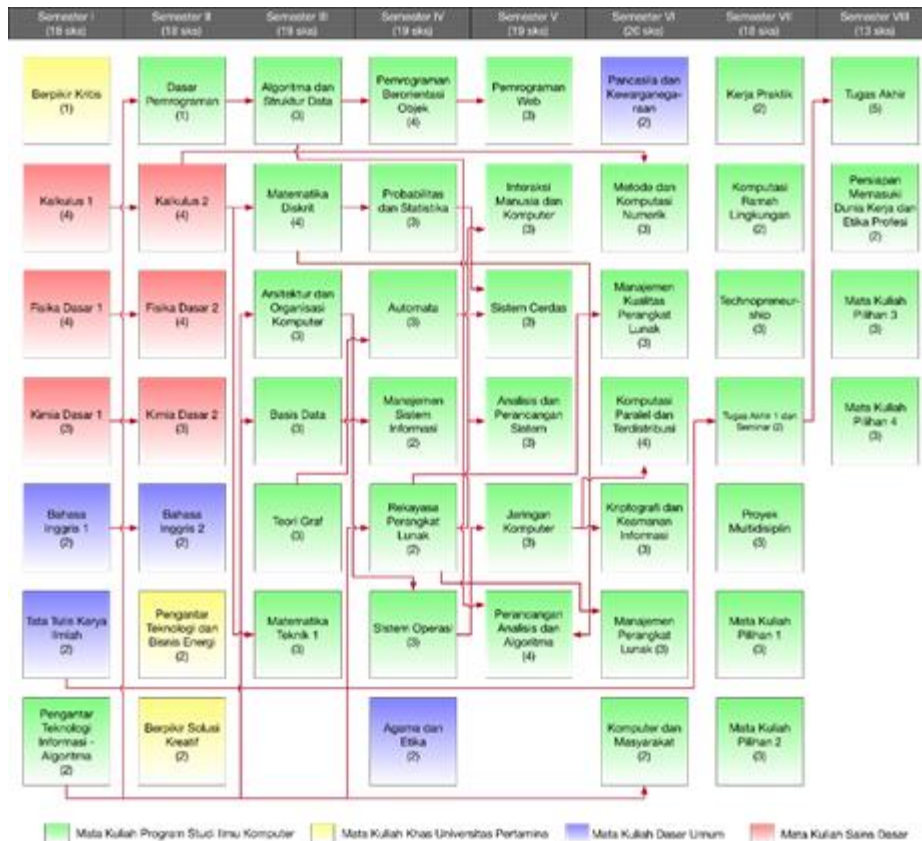 Semester I
(18 sks)
Semester II
(18 sks)
Semester III
(19 sks)
Semester IV
(19 sks)
Semester V
(19 sks)
Semester VI
(20 sks)
Semester VII
(18 sks)
Semester VIII
(13 sks)
Berpikir Kritis
(1)
Dasar
Pemrograman
(1)
Algoritma dan
Struktur Data
(3)
Pemrograman
Berorientasi
Objek
(4)
Pemrograman
Web
(3)
Pancasila dan
Kewarganega-
raan
(2)
Kerja Praktik
(2)
Tugas Akhir
(5)
Kalkulus 1
(4)
Kalkulus 2
(4)
Matematika
Diskrit
(4)
Probabilitas
dan Statistika
(3)
Interaksi
Manusia dan
Komputer
(3)
Metode dan
Komputasi
Numerik
(3)
Komputasi
Ramah
Lingkungan
(2)
Persiapan
Memasuki
Dunia Kerja dan
Etika Profesi
(2)
Fisika Dasar 1
(4)
Fisika Dasar 2
(4)
Arsitektur dan
Organisasi
Komputer
(3)
Automata
(3)
Sistem Cerdas
(3)
Manajemen
Kualitas
Perangkat
Lunak
(3)
Technopreneur-
ship
(3)
Mata Kuliah
Pilihan 3
(3)
Kimia Dasar 1
(3)
Kimia Dasar 2
(3)
Basis Data
(3)
Manajemen
Sistem
Informasi
(2)
Analisis dan
Perancangan
Sistem
(3)
Komputasi
Paralel dan
Terdistribusi
(4)
Tugas Akhir 1 dan
Seminar (2)
Mata Kuliah
Pilihan 4
(3)
Bahasa
Inggris 1
(2)
Bahasa
Inggris 2
(2)
Teori Graf
(3)
Rekayasa
Perangkat
Lunak
(2)
Jaringan
Komputer
(3)
Kriptografi dan
Keamanan
Informasi
(3)
Proyek
Multidisiplin
(3)
Tata Tulis Karya
Ilmiah
(2)
Pengantar
Teknologi dan
Bisnis Energi
(2)
Matematika
Teknik 1
(3)
Sistem Operasi
(3)
Perancangan
Analisis dan
Algoritma
(4)
Manajemen
Perangkat
Lunak (3)
Mata Kuliah
Pilihan 1
(3)
Pengantar
Teknologi
Informasi -
Algoritma
(2)
Berpikir Solusi
Kreatif
(2)
Agama dan
Etika
(2)
Komputer dan
Masyarakat
(2)
Mata Kuliah
Pilihan 2
(3)
Mata Kuliah Program Studi Ilmu Komputer
Mata Kuliah Khas Universitas Pertamina
Mata Kuliah Dasar Umum
Mata Kuliah Sains Dasar